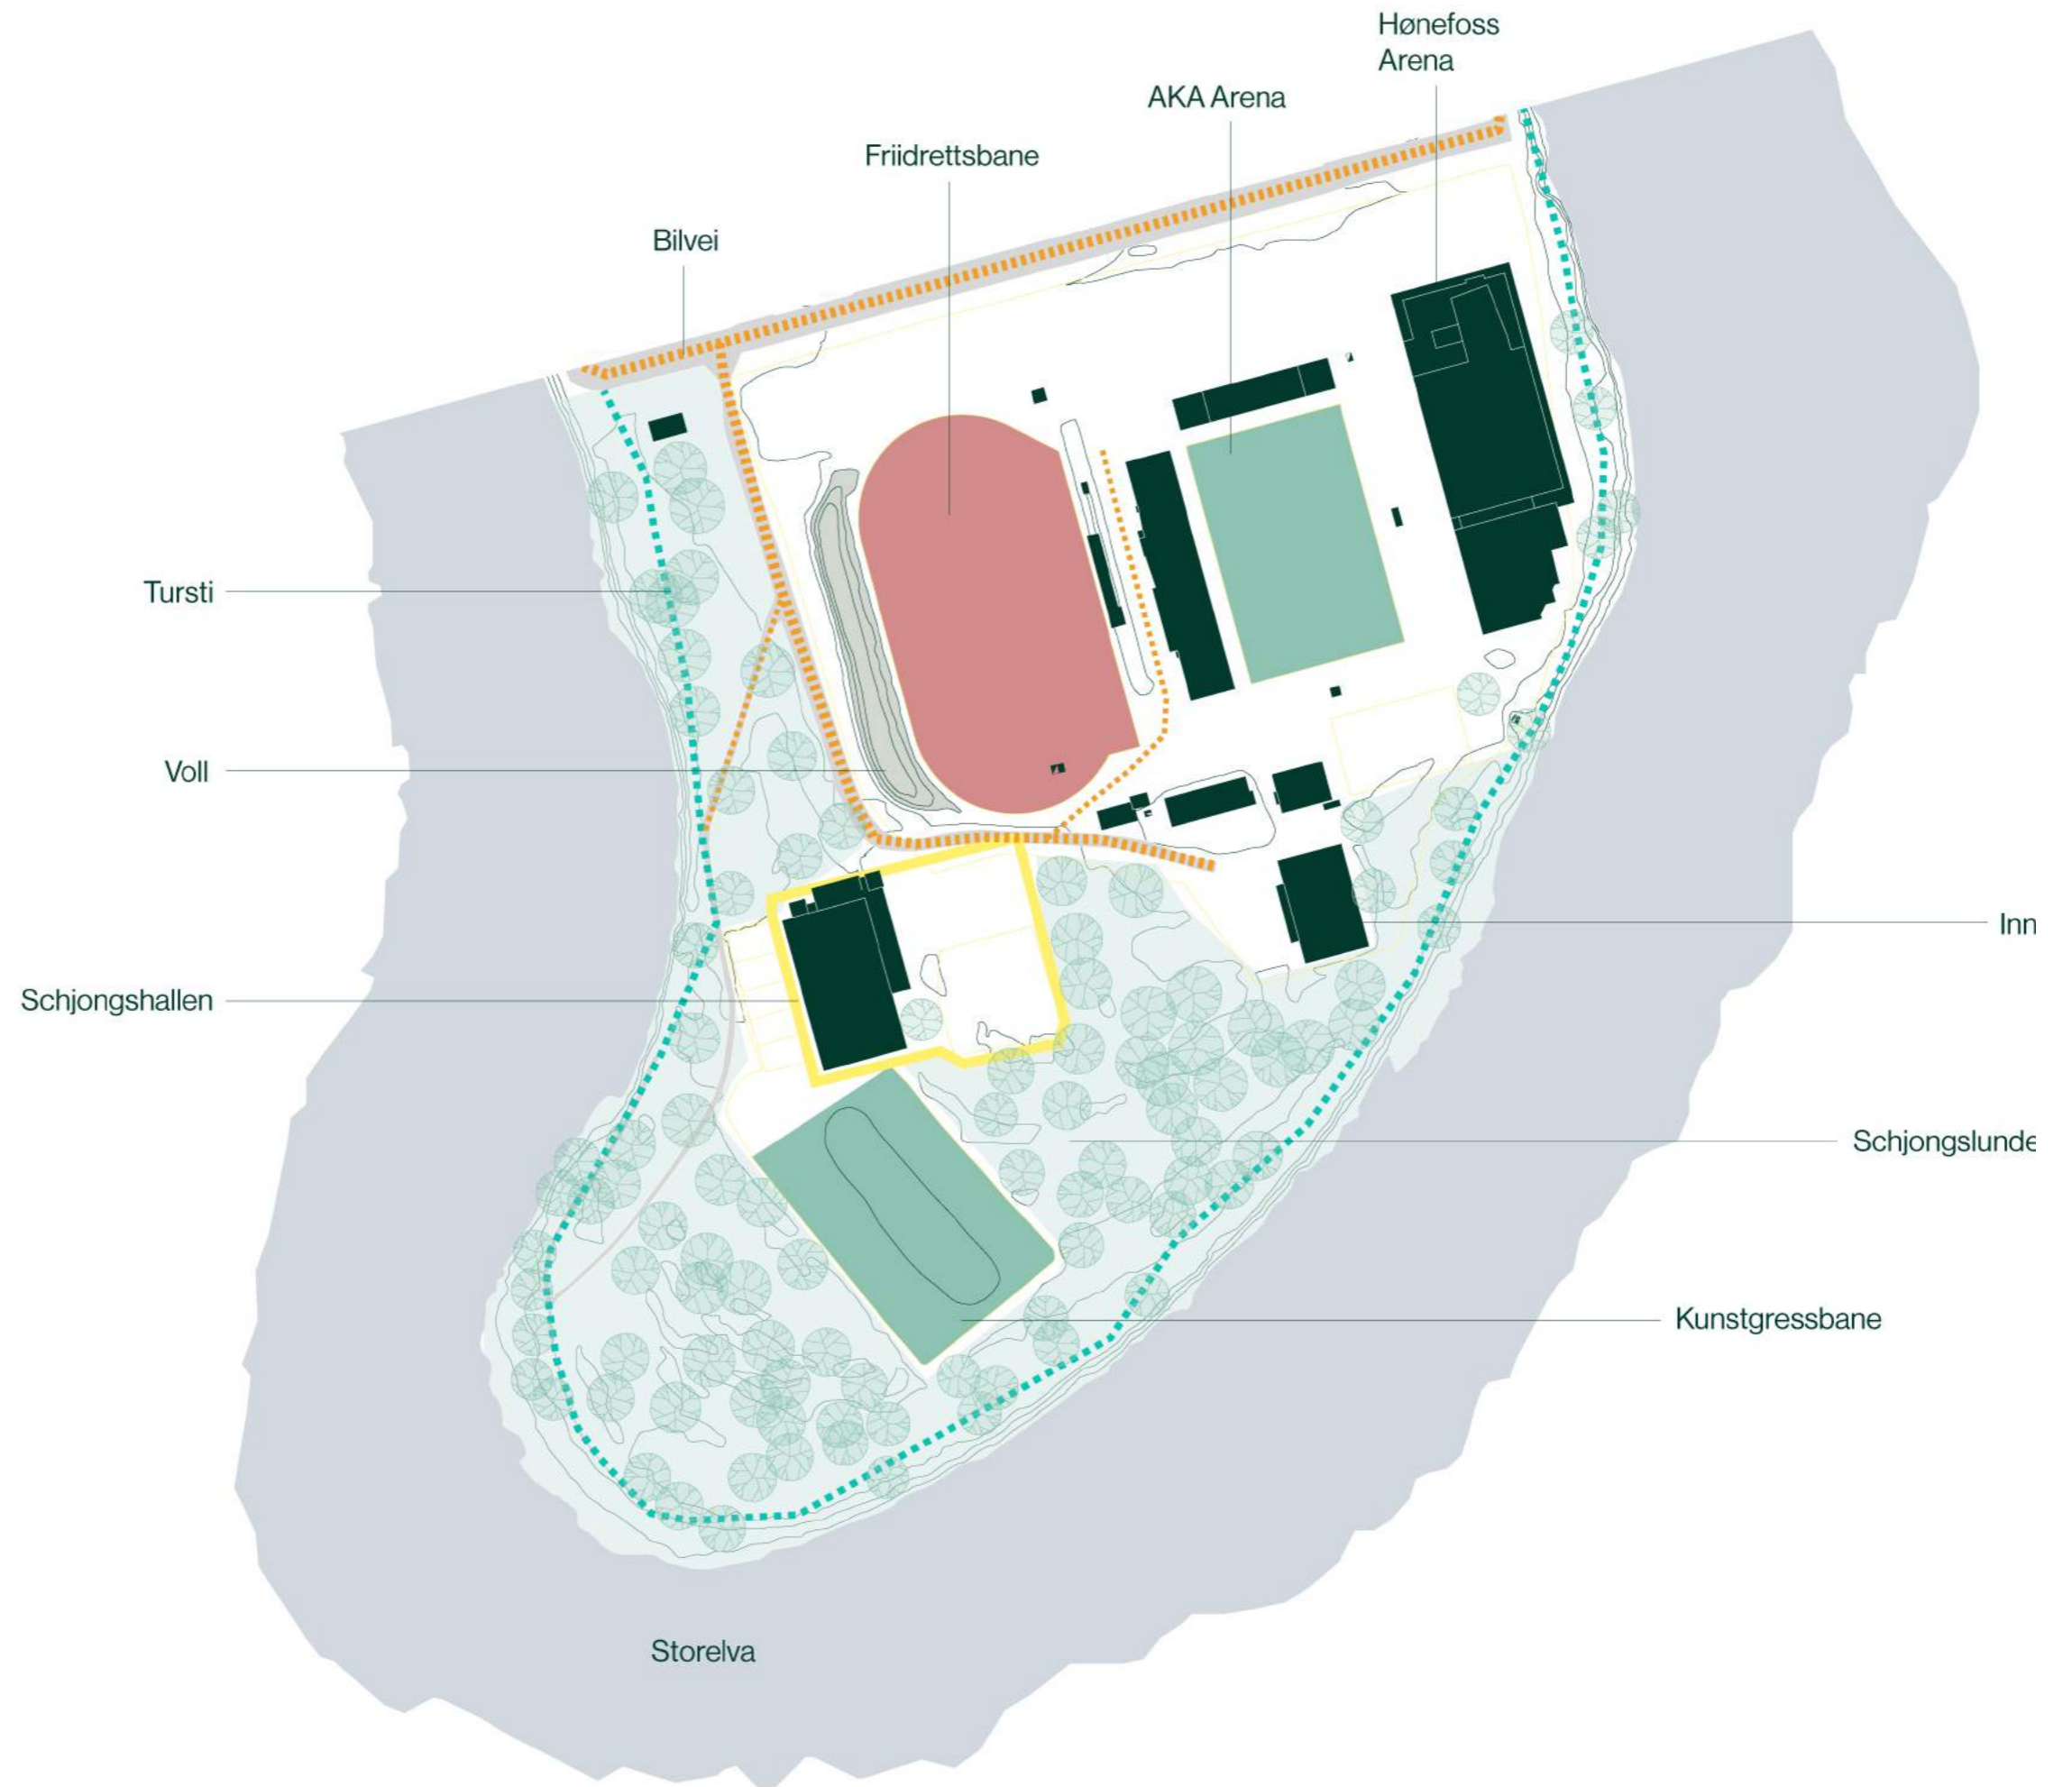 Hønefoss
Arena
AKA Arena
Friidrettsbane
Bilvei
Tursti
Voll
Inn
Schjongshallen
Schjongslunde
Kunstgressbane
Storelva